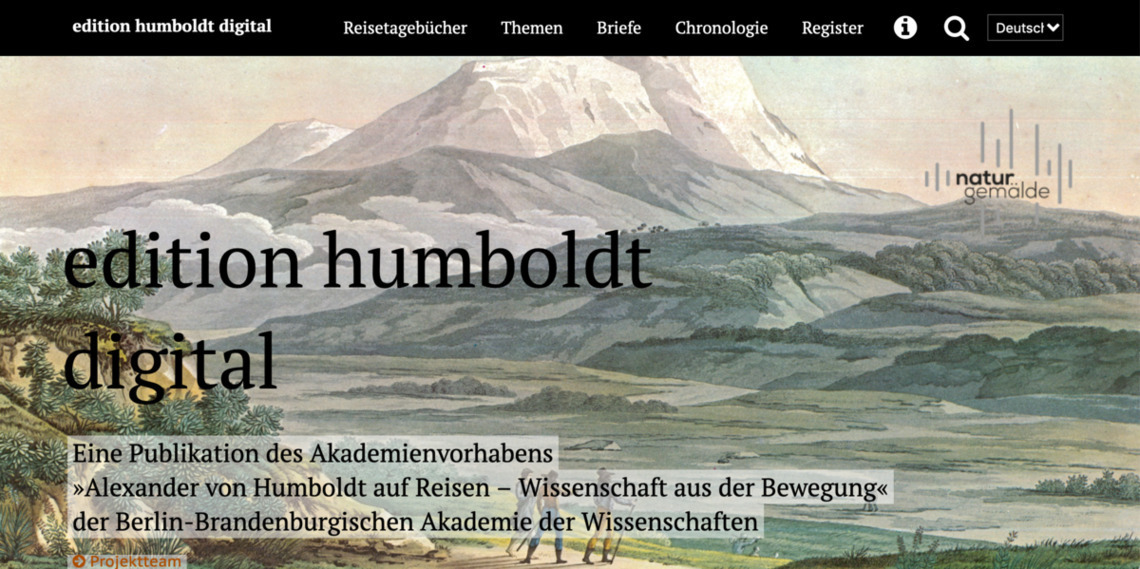 edition humboldt digital
Reisetagebücher Themen Briefe Chronologie Register Deutsch
natur
gemälde
edition humboldt
digital
Eine Publikation des Akademienvorhabens
»Alexander von Humboldt auf Reisen – Wissenschaft aus der Bewegung«
der Berlin-Brandenburgischen Akademie der Wissenschaften
Projektteam